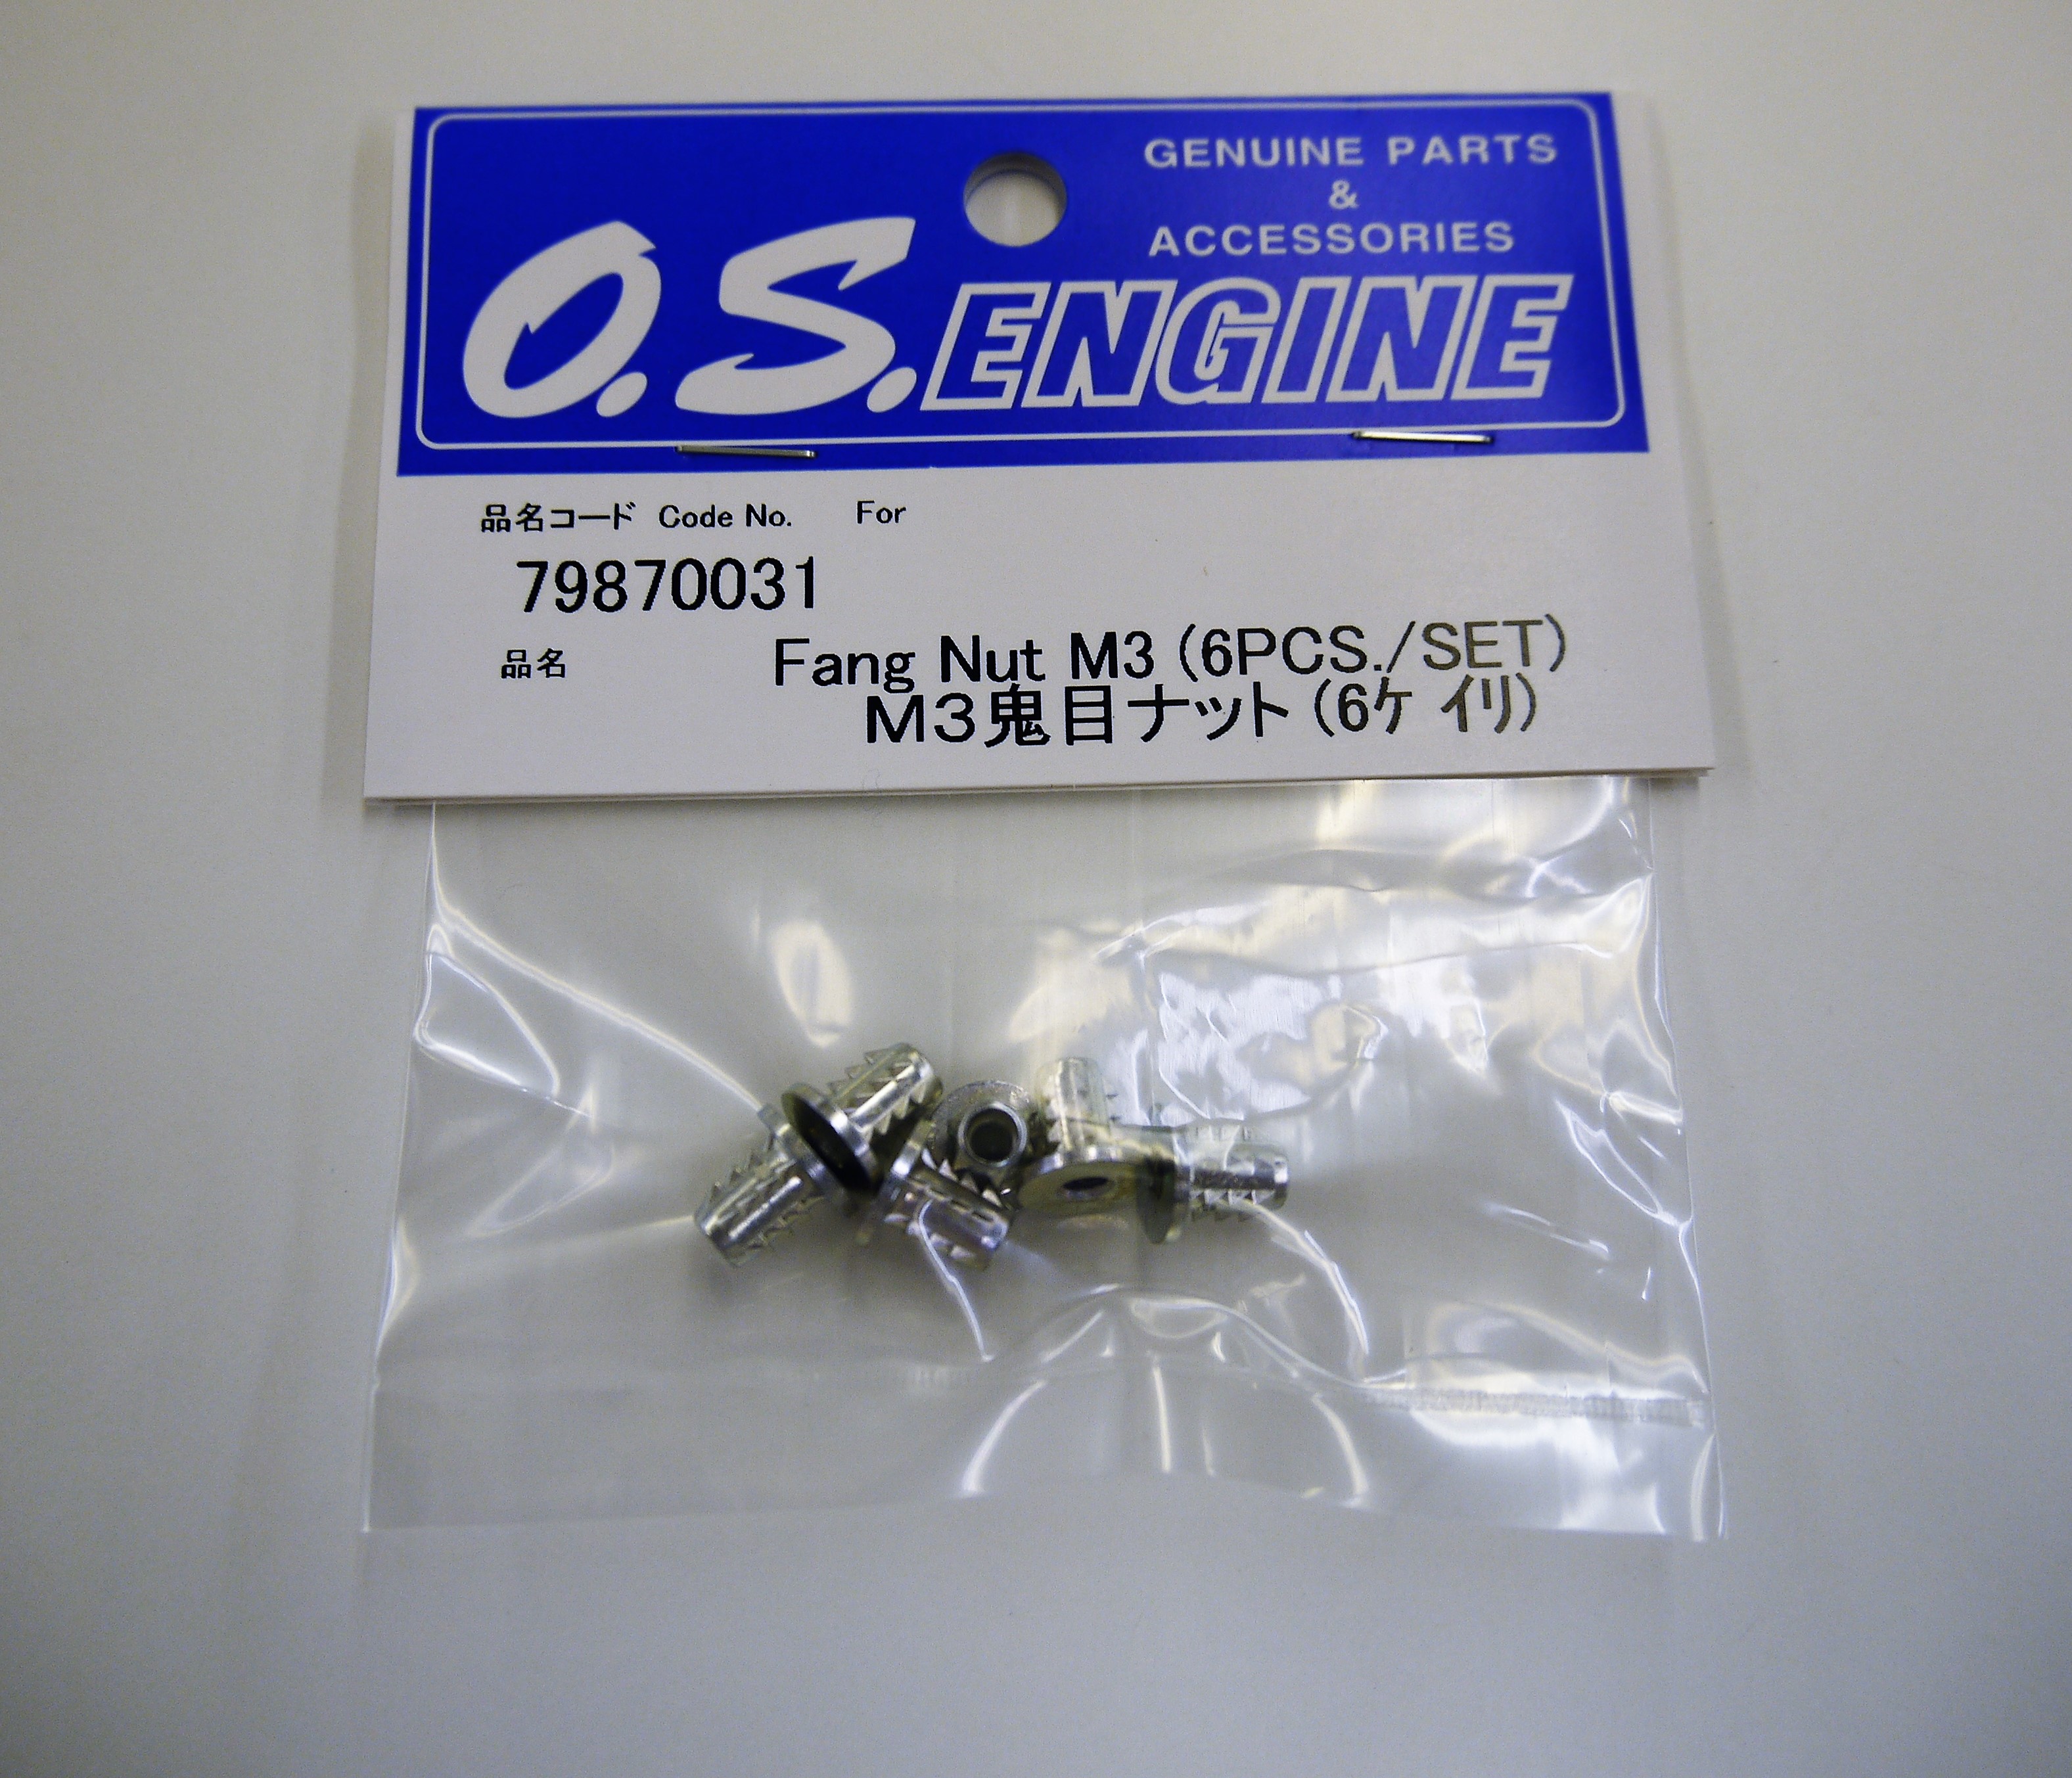 GENUINE PARTS
&
ACCESSORIES
O.S.ENGINE
品名コード Code No. For
79870031
品名 Fang Nut M3 (6PCS./SET)
M3鬼目ナット (6ケ イリ)